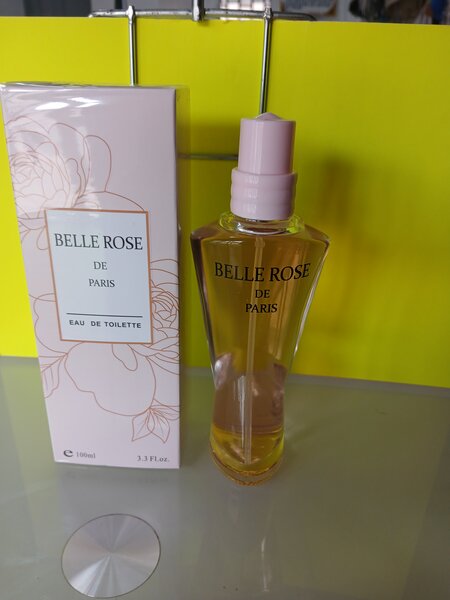 BELLE ROSE
DE
PARIS
EAU DE TOILETTE
e 100ml
3.3 FL.oz.
BELLE ROSE
DE
PARIS